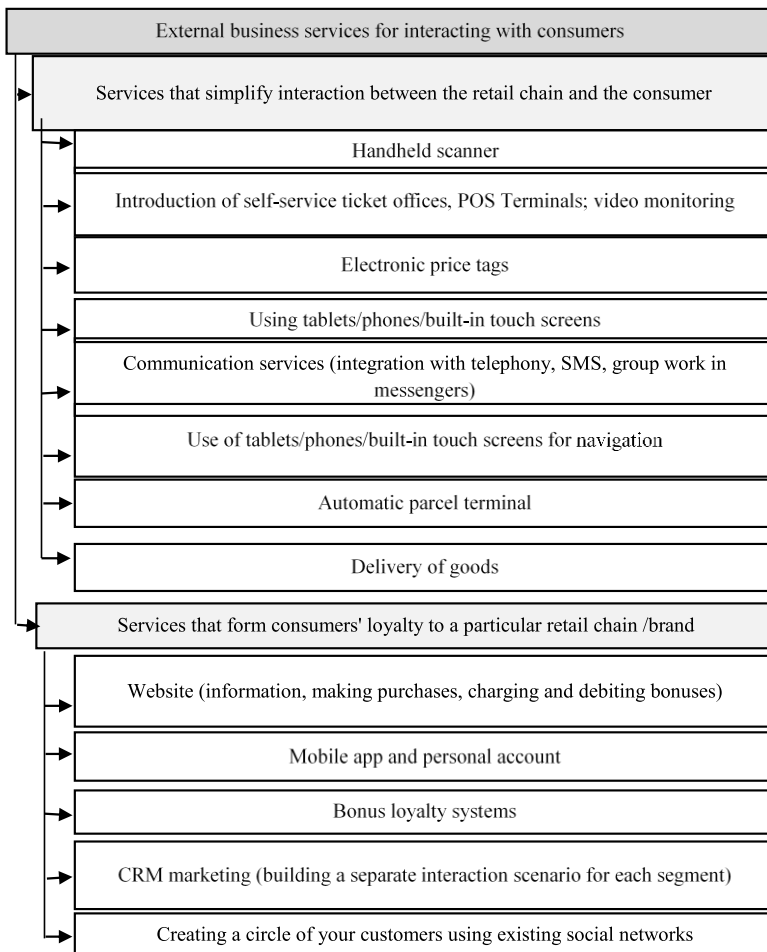 External business services for interacting with consumers
Services that simplify interaction between the retail chain and the consumer
Handheld scanner
Introduction of self-service ticket offices, POS Terminals; video monitoring
Electronic price tags
Using tablets/phones/built-in touch screens
Communication services (integration with telephony, SMS, group work in
messengers)
Use of tablets/phones/built-in touch screens for navigation
Automatic parcel terminal
Delivery of goods
Services that form consumers' loyalty to a particular retail chain /brand
Website (information, making purchases, charging and debiting bonuses)
Mobile app and personal account
Bonus loyalty systems
CRM marketing (building a separate interaction scenario for each segment)
Creating a circle of your customers using existing social networks